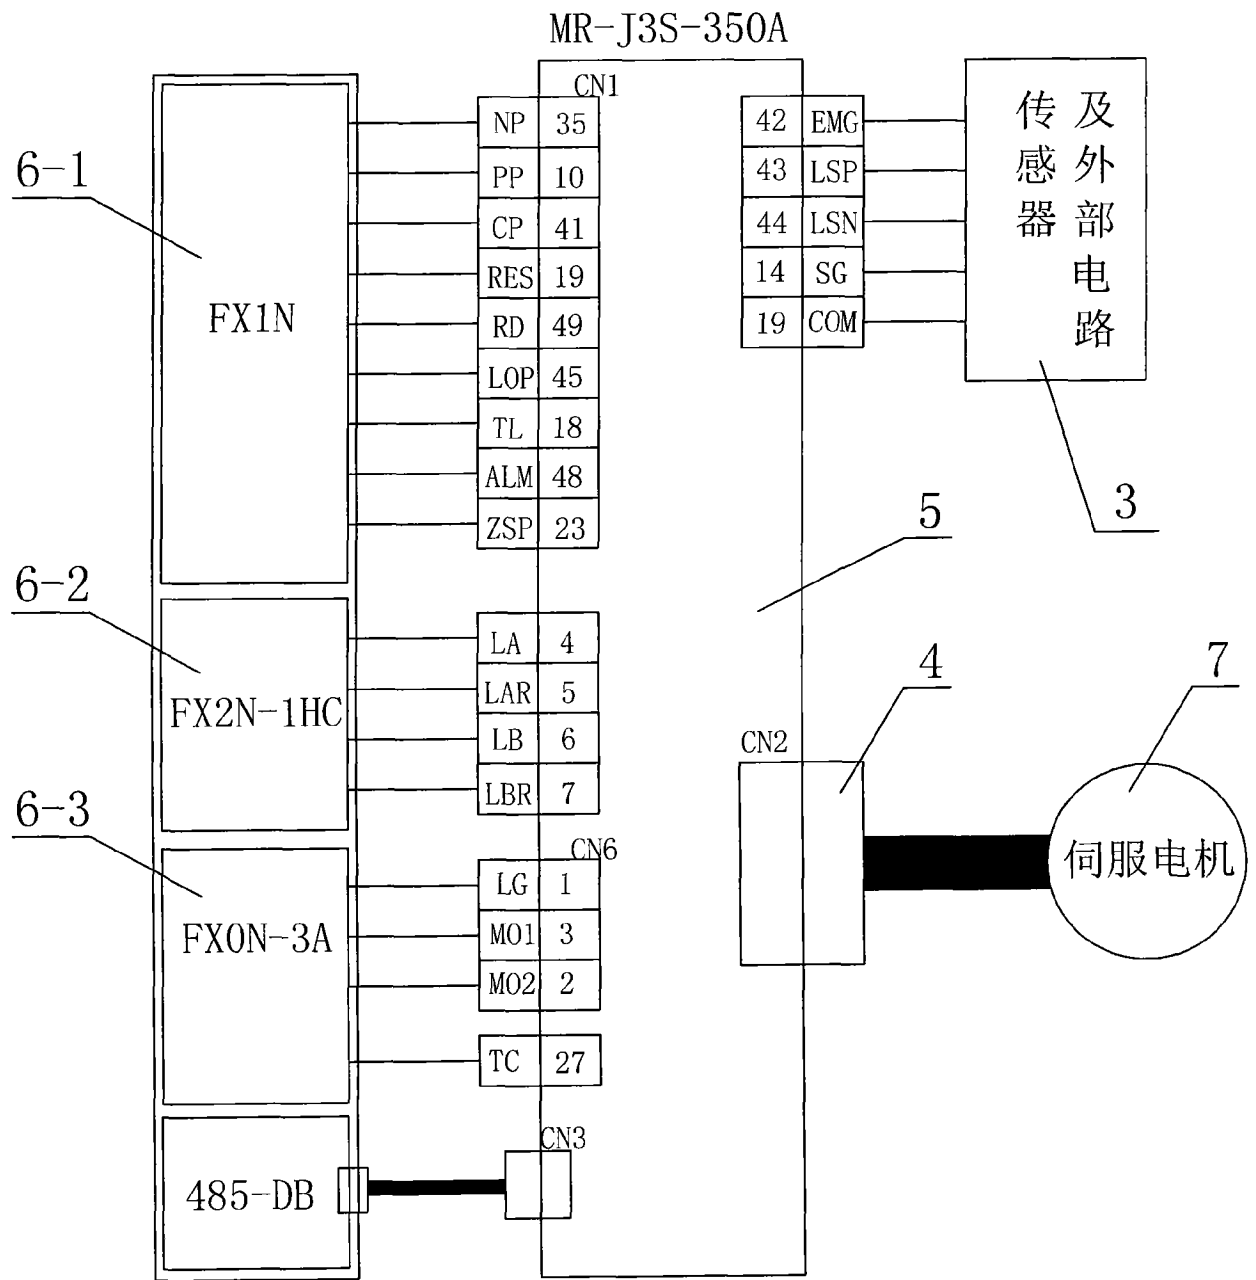 MR-J3S-350A
CN1
NP 35
PP 10
CP 41
RES 19
RD 49
LOP 45
TL 18
ALM 48
ZSP 23
42 EMG
43 LSP
44 LSN
14 SG
19 COM
传感器
及外部电路
3
6-1
FX1N
5
6-2
FX2N-1HC
LA 4
LAR 5
LB 6
LBR 7
4
7
CN2
伺服电机
6-3
FX0N-3A
CN6
LG 1
MO1 3
MO2 2
TC 27
CN3
485-DB